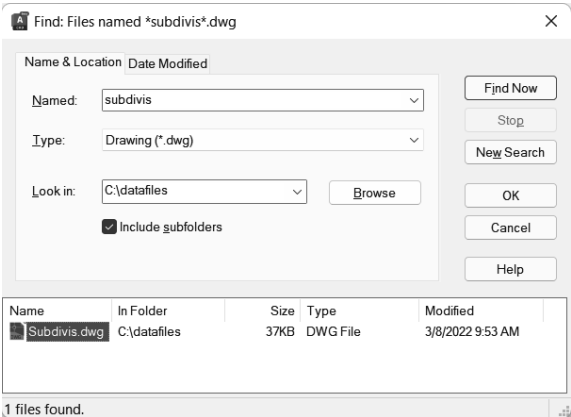 Find: Files named *subdivis*.dwg
Name & Location Date Modified
Named: subdivis
Type: Drawing (*.dwg)
Look in: C:\datafiles
Browse
Include subfolders
Find Now
Stop
New Search
OK
Cancel
Help
Name In Folder Size Type Modified
Subdivis.dwg C:\datafiles 37KB DWG File 3/8/2022 9:53 AM
1 files found.